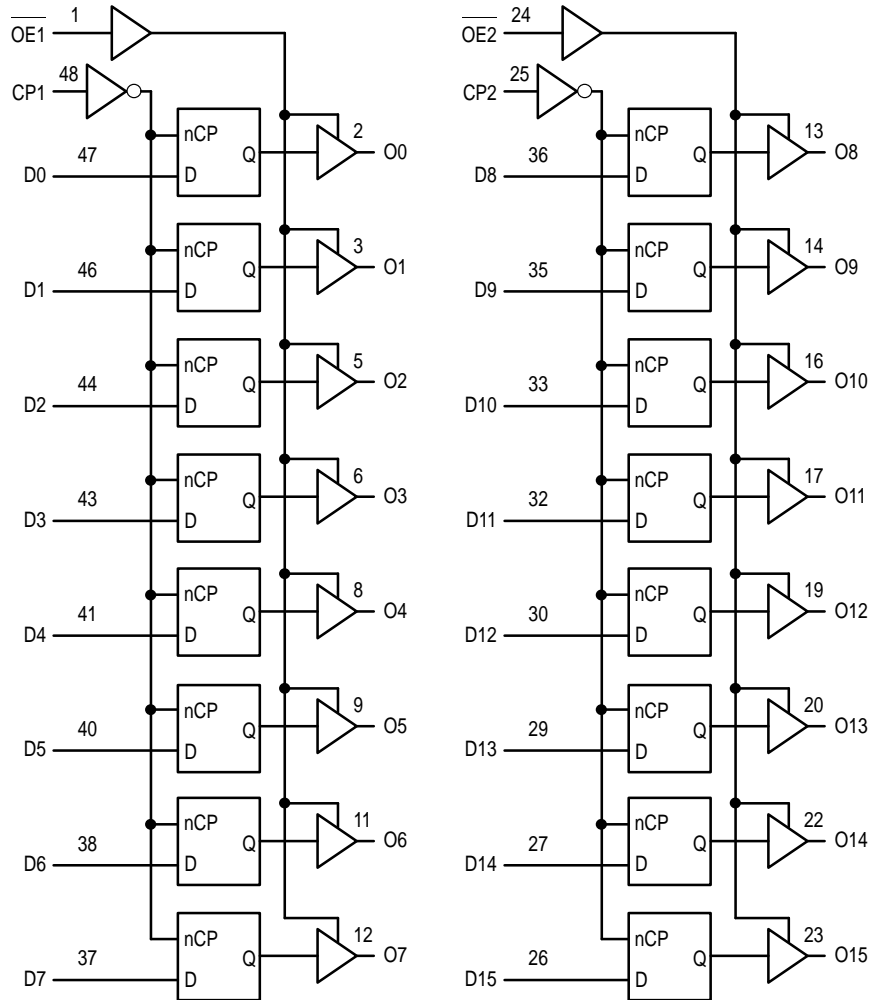 OE1 1
CP1 48
nCP
D0 47 D Q 2 O0
nCP
D1 46 D Q 3 O1
nCP
D2 44 D Q 5 O2
nCP
D3 43 D Q 6 O3
nCP
D4 41 D Q 8 O4
nCP
D5 40 D Q 9 O5
nCP
D6 38 D Q 11 O6
nCP
D7 37 D Q 12 O7
OE2 24
CP2 25
nCP
D8 36 D Q 13 O8
nCP
D9 35 D Q 14 O9
nCP
D10 33 D Q 16 O10
nCP
D11 32 D Q 17 O11
nCP
D12 30 D Q 19 O12
nCP
D13 29 D Q 20 O13
nCP
D14 27 D Q 22 O14
nCP
D15 26 D Q 23 O15